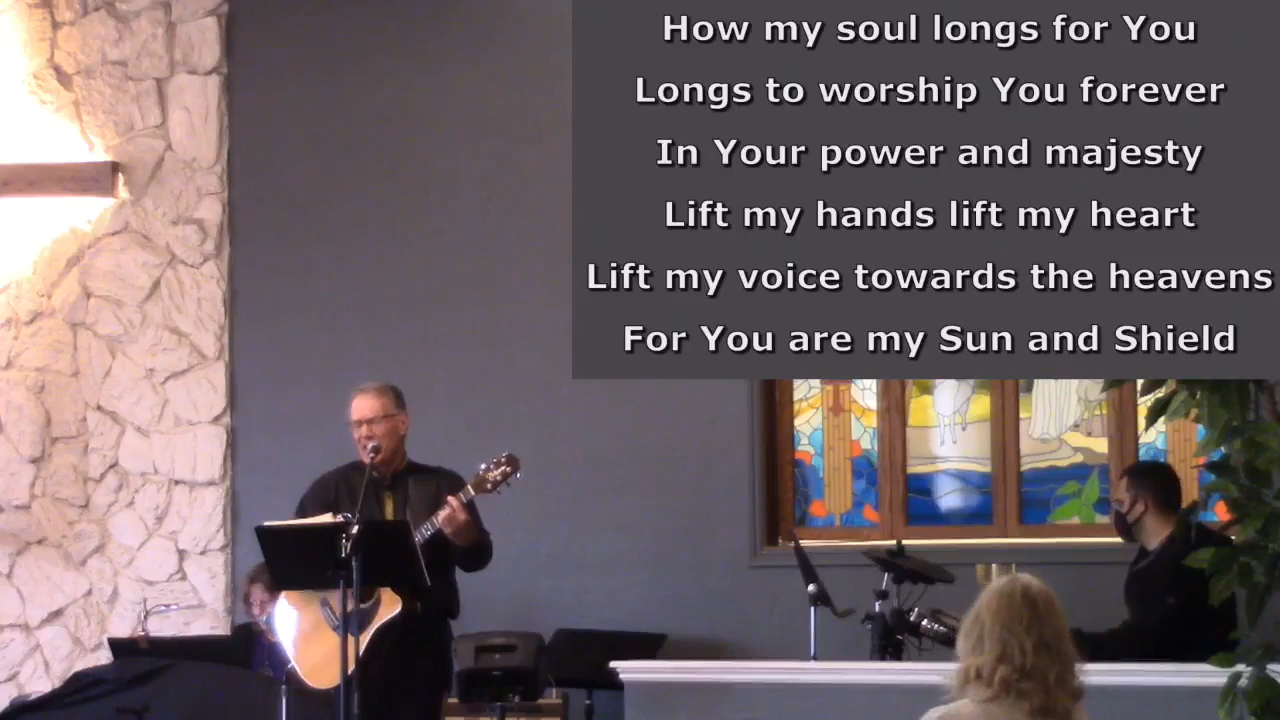 How my soul longs for You
Longs to worship You forever
In Your power and majesty
Lift my hands lift my heart
Lift my voice towards the heavens
For You are my Sun and Shield